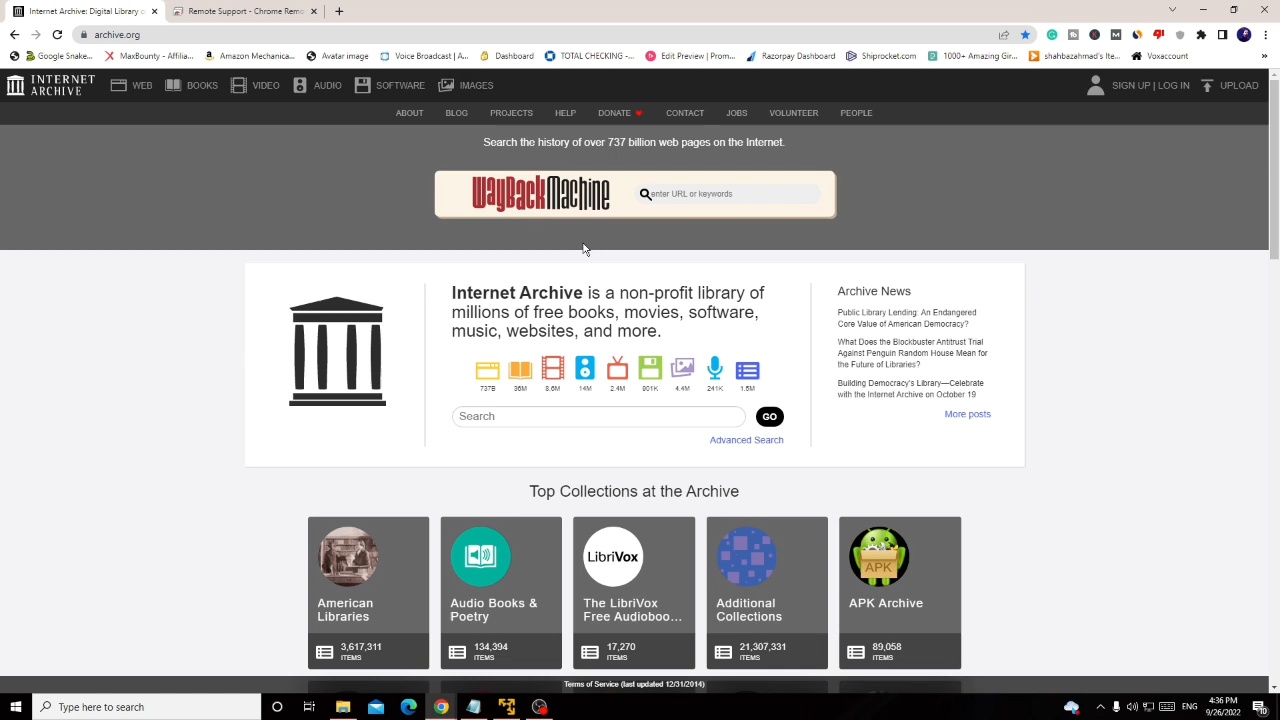 Internet Archive: Digital Library o
Remote Support - Chrome Remo
archive.org
Google Snake...
MaxBounty - Affilia...
Amazon Mechanica...
Avatar image
Voice Broadcast | A...
Dashboard
TOTAL CHECKING -...
Edit Preview | Prom...
Razorpay Dashboard
Shiprocket.com
1000+ Amazing Gir...
shahbazahmad's Ite...
Voxaccount
INTERNET
ARCHIVE
WEB
BOOKS
VIDEO
AUDIO
SOFTWARE
IMAGES
SIGN UP | LOG IN
UPLOAD
ABOUT
BLOG
PROJECTS
HELP
DONATE
CONTACT
JOBS
VOLUNTEER
PEOPLE
Search the history of over 737 billion web pages on the Internet.
WayBackMachine
enter URL or keywords
Internet Archive is a non-profit library of
millions of free books, movies, software,
music, websites, and more.
737B
36M
8.6M
14M
2.4M
801K
4.4M
241K
1.5M
Search
GO
Advanced Search
Archive News
Public Library Lending: An Endangered
Core Value of American Democracy?
What Does the Blockbuster Antitrust Trial
Against Penguin Random House Mean for
the Future of Libraries?
Building Democracy's Library—Celebrate
with the Internet Archive on October 19
More posts
Top Collections at the Archive
American
Libraries
3,617,311
ITEMS
Audio Books &
Poetry
134,394
ITEMS
LibriVox
The LibriVox
Free Audioboo...
17,270
ITEMS
Additional
Collections
21,307,331
ITEMS
APK
APK Archive
89,058
ITEMS
Terms of Service (last updated 12/31/2014)
Type here to search
ENG
4:36 PM
9/26/2022
10